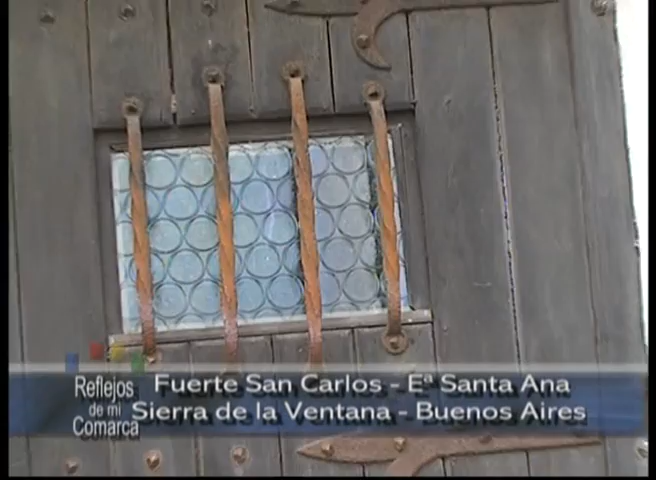 Reflejos
de mi
Comarca
Fuerte San Carlos - Eª Santa Ana
Sierra de la Ventana - Buenos Aires